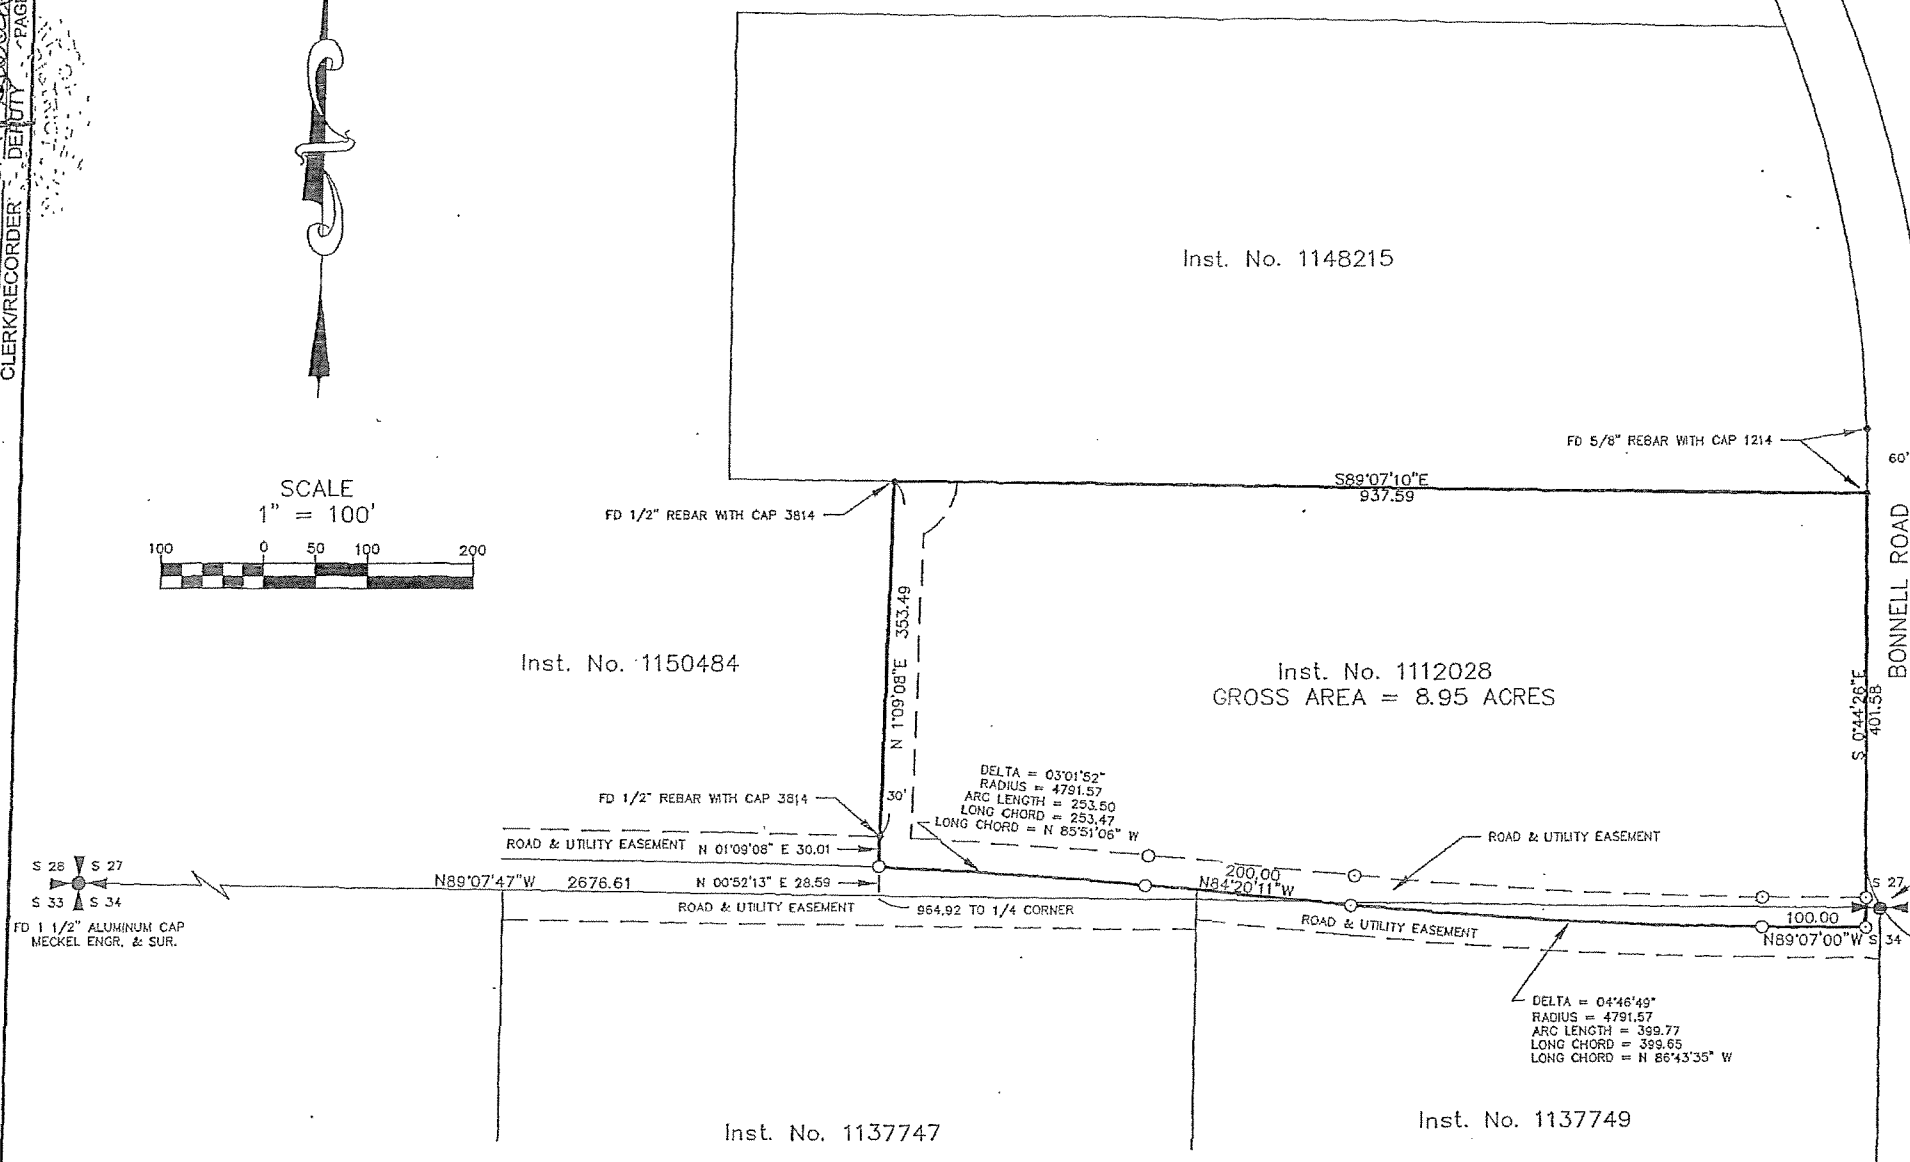 CLERK/RECORDER DEPUTY PAGE
Inst. No. 1148215
FD 5/8" REBAR WITH CAP 1214
60'
SCALE
1" = 100'
100 0 50 100 200
S89°07'10"E
937.59
FD 1/2" REBAR WITH CAP 3814
BONNELL ROAD
N 1°09'08"E 353.49
Inst. No. 1150484
Inst. No. 1112028
GROSS AREA = 8.95 ACRES
S 0°44'26"E
401.58
DELTA = 03°01'52"
RADIUS = 4791.57
ARC LENGTH = 253.50
LONG CHORD = 253.47
LONG CHORD = N 85°51'06" W
FD 1/2" REBAR WITH CAP 3814
30'
ROAD & UTILITY EASEMENT N 01°09'08" E 30.01
ROAD & UTILITY EASEMENT
S 28 S 27
S 33 S 34
N89°07'47"W 2676.61
N 00°52'13" E 28.59
200.00
N84°20'11"W
S 27
ROAD & UTILITY EASEMENT
964.92 TO 1/4 CORNER
ROAD & UTILITY EASEMENT
100.00
N89°07'00"W S 34
FD 1 1/2" ALUMINUM CAP
MECKEL ENGR. & SUR.
DELTA = 04°46'49"
RADIUS = 4791.57
ARC LENGTH = 399.77
LONG CHORD = 399.65
LONG CHORD = N 86°43'35" W
Inst. No. 1137747
Inst. No. 1137749